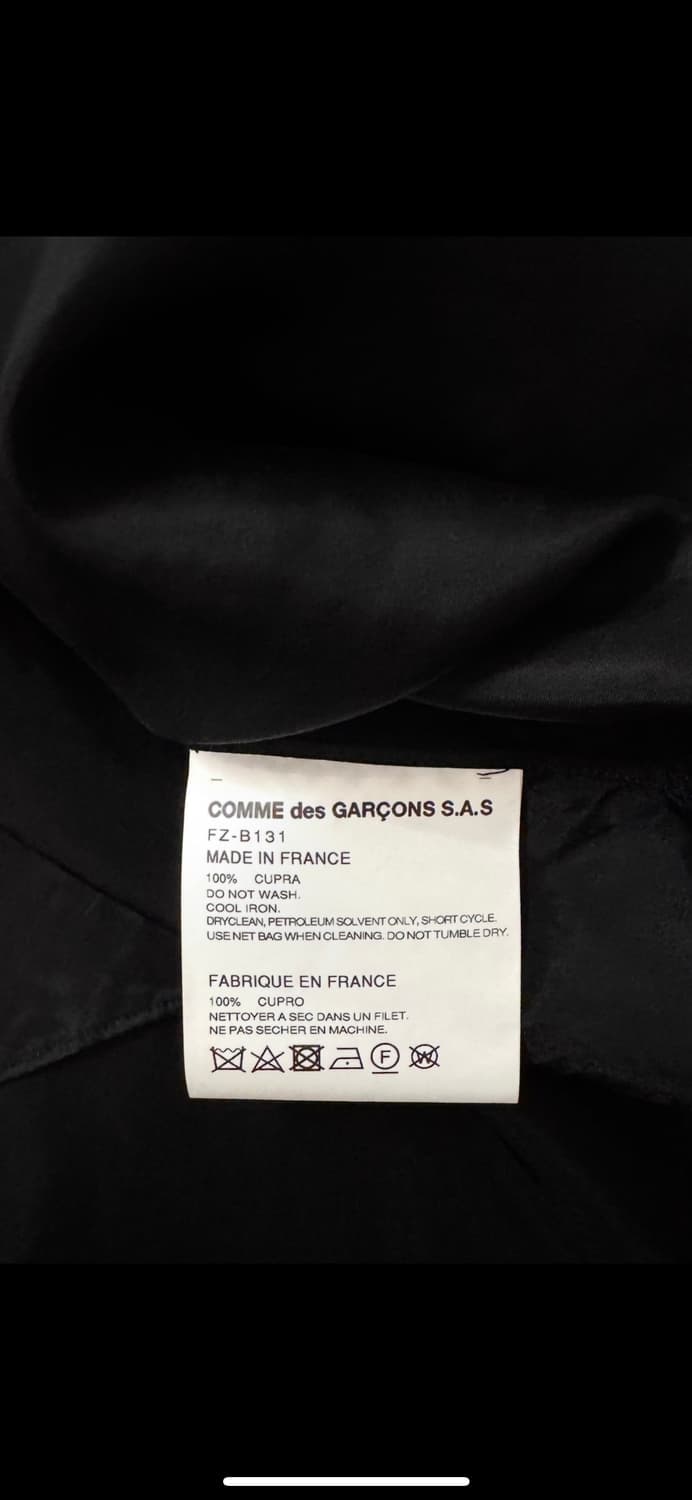 COMME des GARÇONS S.A.S
FZ-B131
MADE IN FRANCE
100% CUPRA
DO NOT WASH.
COOL IRON.
DRYCLEAN, PETROLEUM SOLVENT ONLY, SHORT CYCLE.
USE NET BAG WHEN CLEANING. DO NOT TUMBLE DRY.
FABRIQUE EN FRANCE
100% CUPRO
NETTOYER A SEC DANS UN FILET.
NE PAS SECHER EN MACHINE.
F W